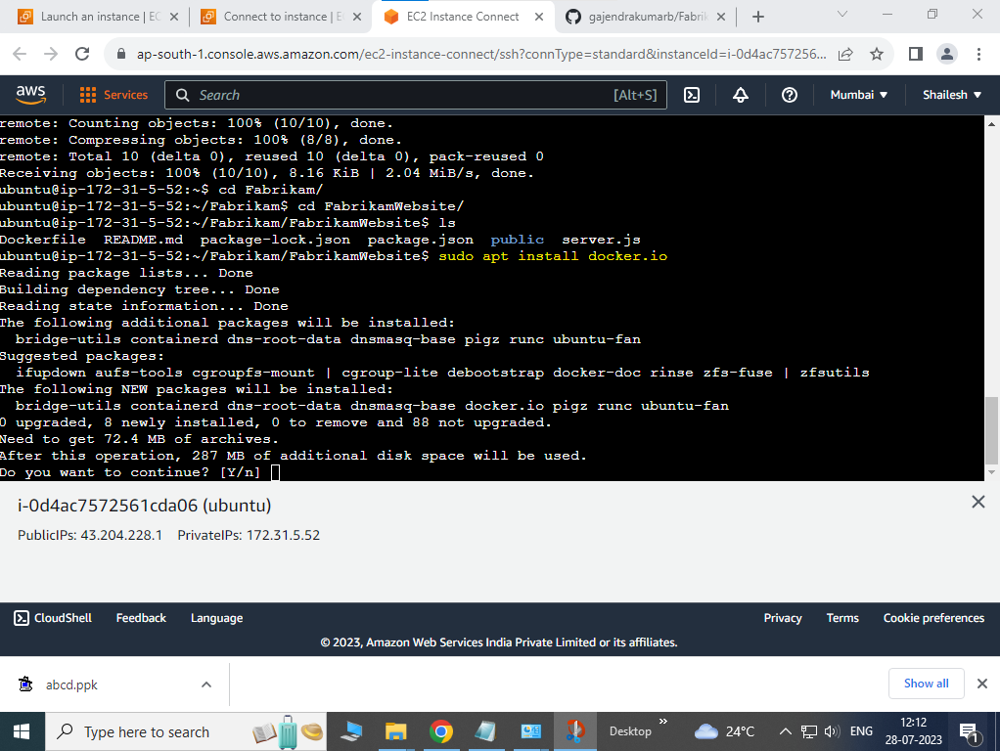 Launch an instance | EC
Connect to instance | E
EC2 Instance Connect
gajendrakumarb/Fabrik
ap-south-1.console.aws.amazon.com/ec2-instance-connect/ssh?connType=standard&instanceId=i-0d4ac757256...
aws
Services
Search
[Alt+S]
Mumbai
Shailesh
remote: Counting objects: 100% (10/10), done.
remote: Compressing objects: 100% (8/8), done.
remote: Total 10 (delta 0), reused 10 (delta 0), pack-reused 0
Receiving objects: 100% (10/10), 8.16 KiB | 2.04 MiB/s, done.
ubuntu@ip-172-31-5-52:~$ cd Fabrikam/
ubuntu@ip-172-31-5-52:~/Fabrikam$ cd FabrikamWebsite/
ubuntu@ip-172-31-5-52:~/Fabrikam/FabrikamWebsite$ ls
Dockerfile README.md package-lock.json package.json public server.js
ubuntu@ip-172-31-5-52:~/Fabrikam/FabrikamWebsite$ sudo apt install docker.io
Reading package lists... Done
Building dependency tree... Done
Reading state information... Done
The following additional packages will be installed:
bridge-utils containerd dns-root-data dnsmasq-base pigz runc ubuntu-fan
Suggested packages:
ifupdown aufs-tools cgroupfs-mount | cgroup-lite debootstrap docker-doc rinse zfs-fuse | zfsutils
The following NEW packages will be installed:
bridge-utils containerd dns-root-data dnsmasq-base docker.io pigz runc ubuntu-fan
0 upgraded, 8 newly installed, 0 to remove and 88 not upgraded.
Need to get 72.4 MB of archives.
After this operation, 287 MB of additional disk space will be used.
Do you want to continue? [Y/n]
i-0d4ac7572561cda06 (ubuntu)
PublicIPs: 43.204.228.1 PrivateIPs: 172.31.5.52
CloudShell
Feedback
Language
Privacy
Terms
Cookie preferences
© 2023, Amazon Web Services India Private Limited or its affiliates.
abcd.ppk
Show all
Type here to search
Desktop
24°C
ENG
12:12
28-07-2023
1